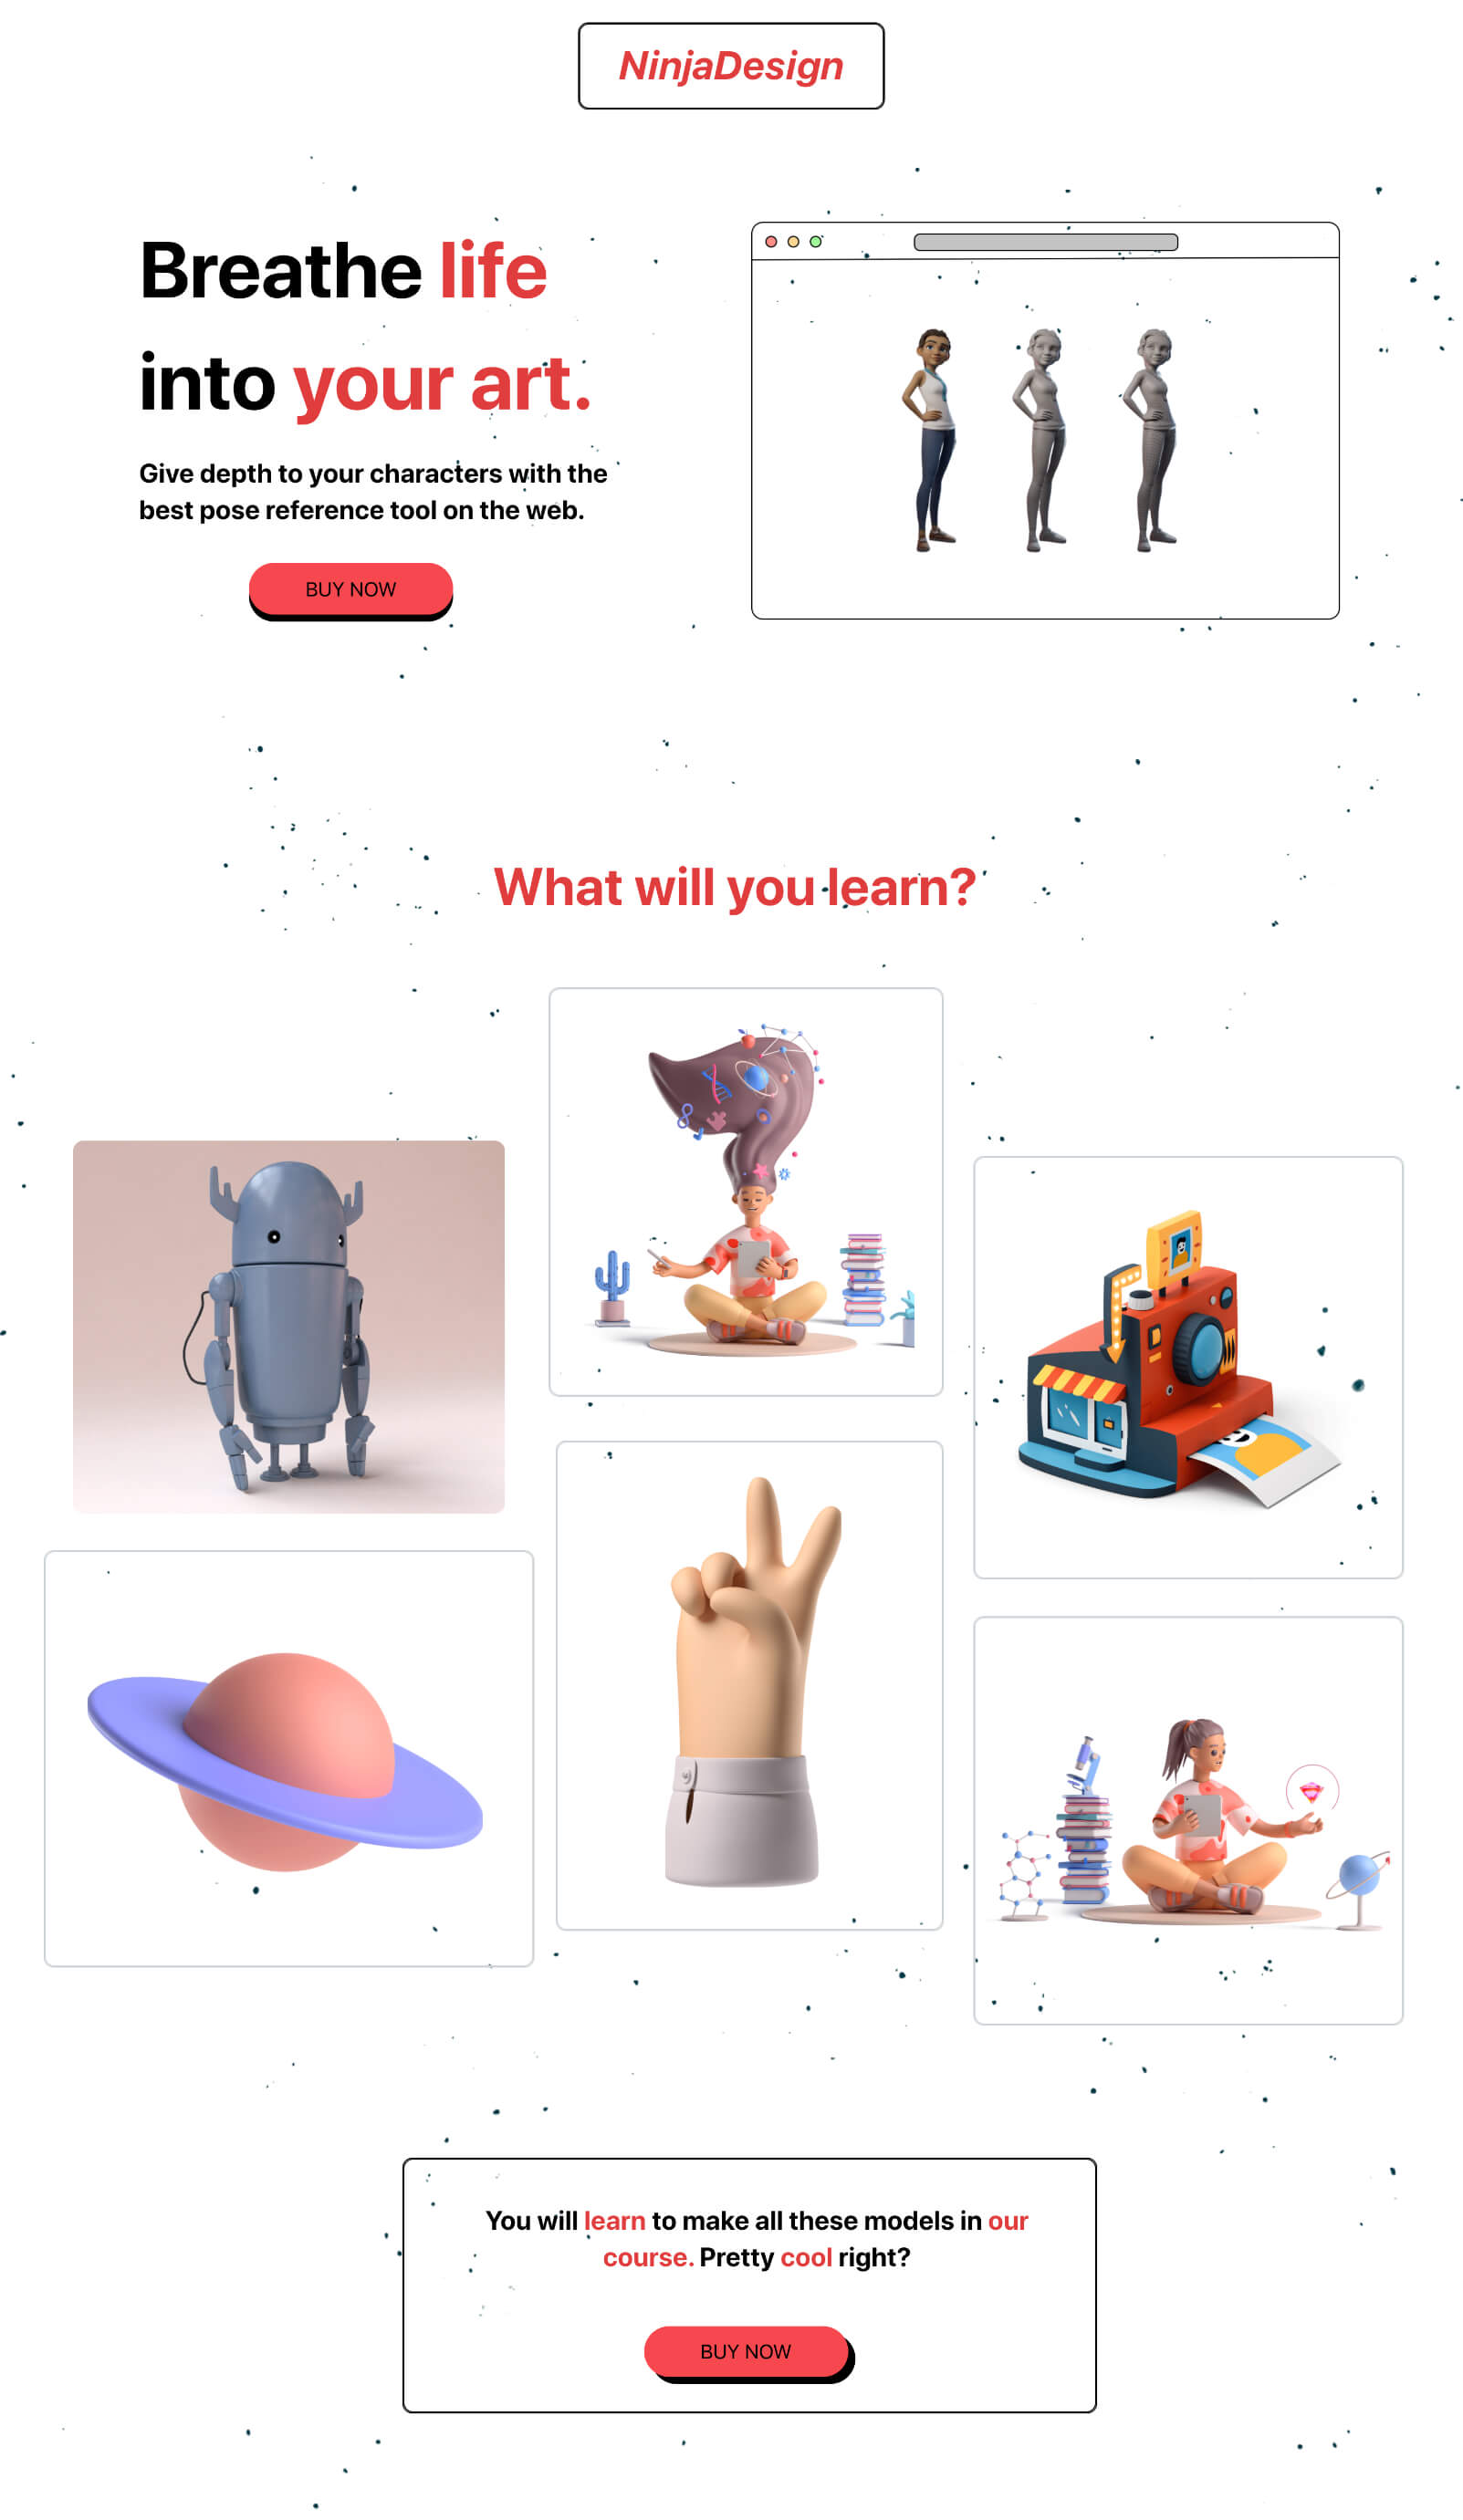 NinjaDesign
Breathe life
into your art.
Give depth to your characters with the
best pose reference tool on the web.
BUY NOW
What will you learn?
You will learn to make all these models in our
course. Pretty cool right?
BUY NOW